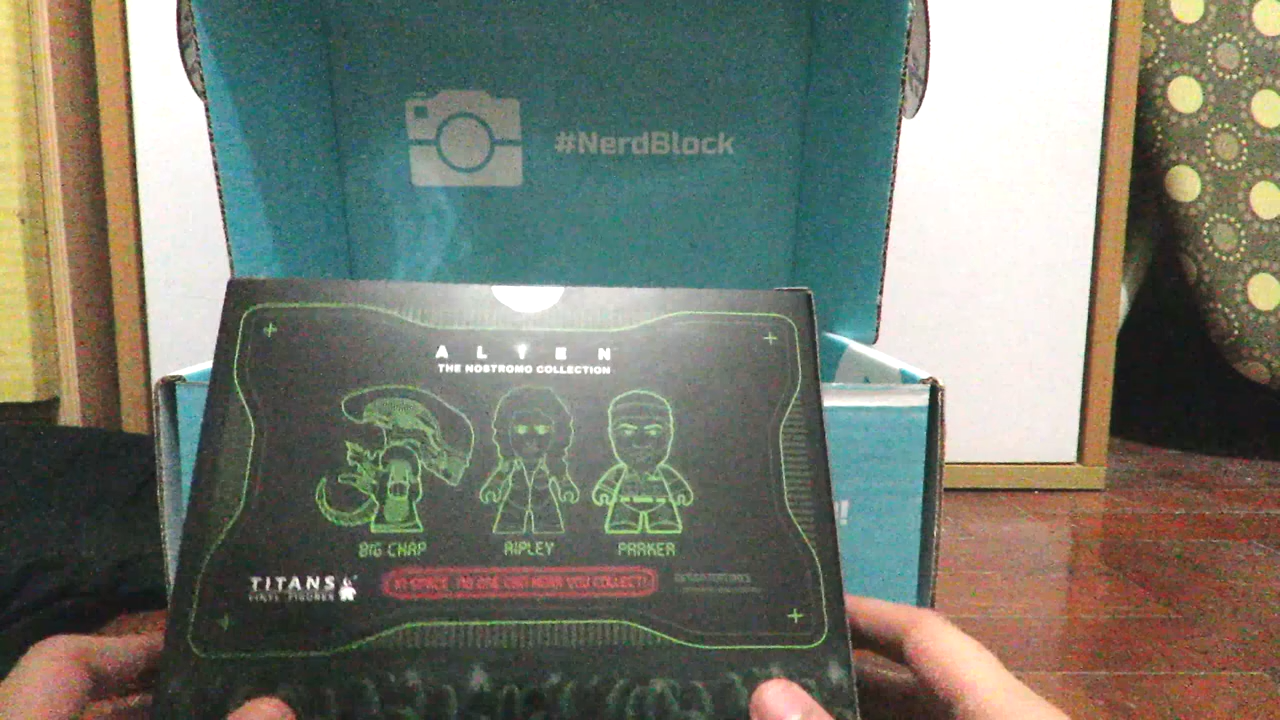 #NerdBlock
ALIEN
THE NOSTROMO COLLECTION
BIG CHAP
RIPLEY
PARKER
TITANS
VINYL FIGURES
IN SPACE, NO ONE CAN HEAR YOU COLLECT!
!